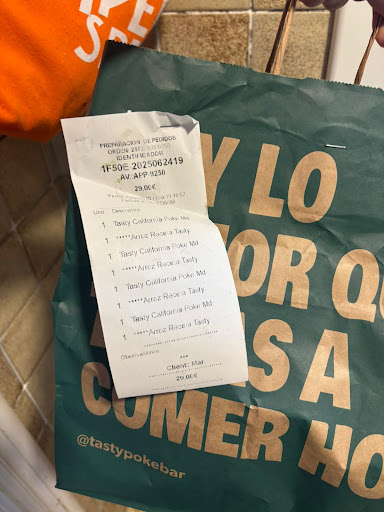 PREPARACION DE PEDIDOS
IDENTIFICADOR
1F50E 2025062419
AV.:APP 9250
29,00€
Uno Descripcion
1 Tasty California Poke Md
1 *****Arroz Receta Tasty
1 Tasty California Poke Md
1 *****Arroz Receta Tasty
1 Tasty California Poke Md
1 *****Arroz Receta Tasty
1 Tasty California Poke Md
1 *****Arroz Receta Tasty
Observaciones:
Client: Mar
29,00€
Y LO
OR QU
S A
COMER HO
@tastypokebar